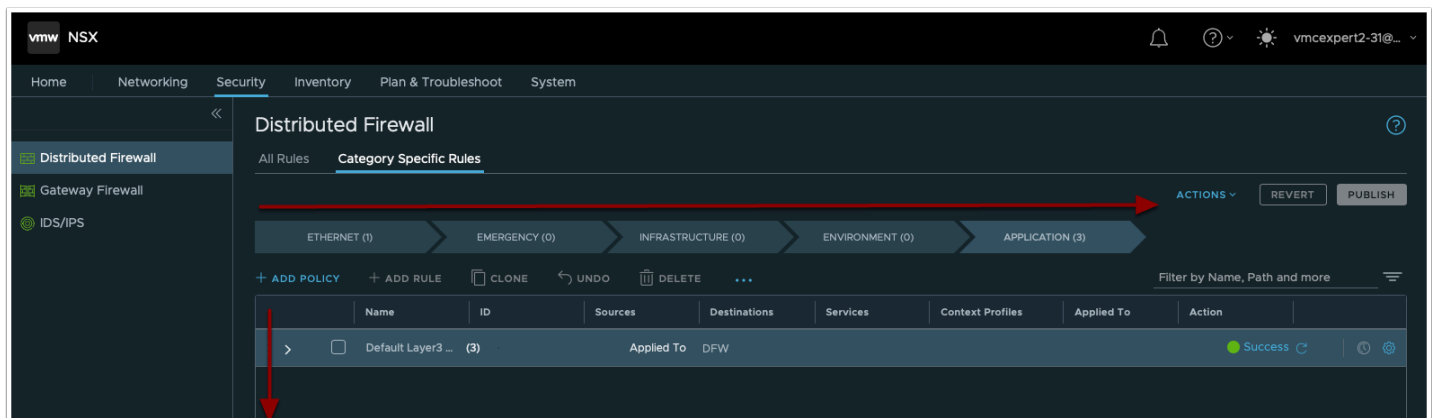 vmw NSX
vmcexpert2-31@...
Home Networking Security Inventory Plan & Troubleshoot System
Distributed Firewall
Gateway Firewall
IDS/IPS
Distributed Firewall
All Rules Category Specific Rules
ACTIONS REVERT PUBLISH
ETHERNET (1) EMERGENCY (0) INFRASTRUCTURE (0) ENVIRONMENT (0) APPLICATION (3)
+ ADD POLICY + ADD RULE CLONE UNDO DELETE ... Filter by Name, Path and more
Name ID Sources Destinations Services Context Profiles Applied To Action
Default Layer3 ... (3) Applied To DFW Success